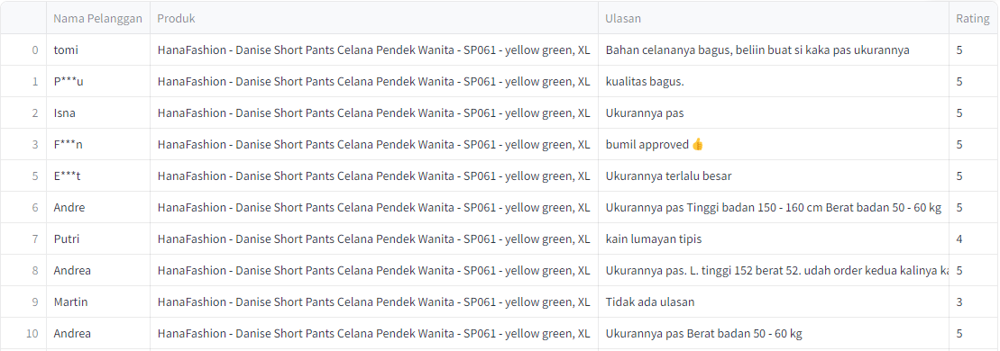 Nama Pelanggan Produk Ulasan Rating
0 tomi HanaFashion - Danise Short Pants Celana Pendek Wanita - SP061 - yellow green, XL Bahan celananya bagus, beliin buat si kaka pas ukurannya 5
1 P***u HanaFashion - Danise Short Pants Celana Pendek Wanita - SP061 - yellow green, XL kualitas bagus. 5
2 Isna HanaFashion - Danise Short Pants Celana Pendek Wanita - SP061 - yellow green, XL Ukurannya pas 5
3 F***n HanaFashion - Danise Short Pants Celana Pendek Wanita - SP061 - yellow green, XL bumil approved 👍 5
5 E***t HanaFashion - Danise Short Pants Celana Pendek Wanita - SP061 - yellow green, XL Ukurannya terlalu besar 5
6 Andre HanaFashion - Danise Short Pants Celana Pendek Wanita - SP061 - yellow green, XL Ukurannya pas Tinggi badan 150 - 160 cm Berat badan 50 - 60 kg 5
7 Putri HanaFashion - Danise Short Pants Celana Pendek Wanita - SP061 - yellow green, XL kain lumayan tipis 4
8 Andrea HanaFashion - Danise Short Pants Celana Pendek Wanita - SP061 - yellow green, XL Ukurannya pas. L. tinggi 152 berat 52. udah order kedua kalinya 5
9 Martin HanaFashion - Danise Short Pants Celana Pendek Wanita - SP061 - yellow green, XL Tidak ada ulasan 3
10 Andrea HanaFashion - Danise Short Pants Celana Pendek Wanita - SP061 - yellow green, XL Ukurannya pas Berat badan 50 - 60 kg 5